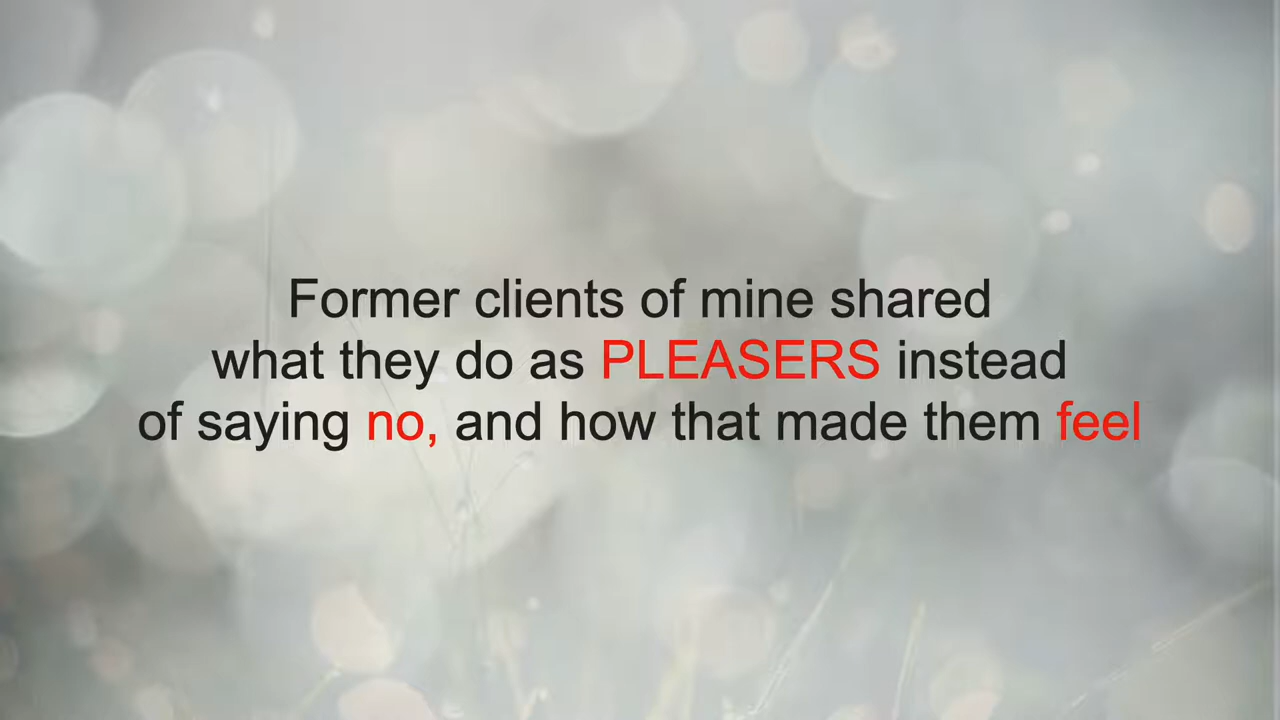 Former clients of mine shared
what they do as PLEASERS instead
of saying no, and how that made them feel